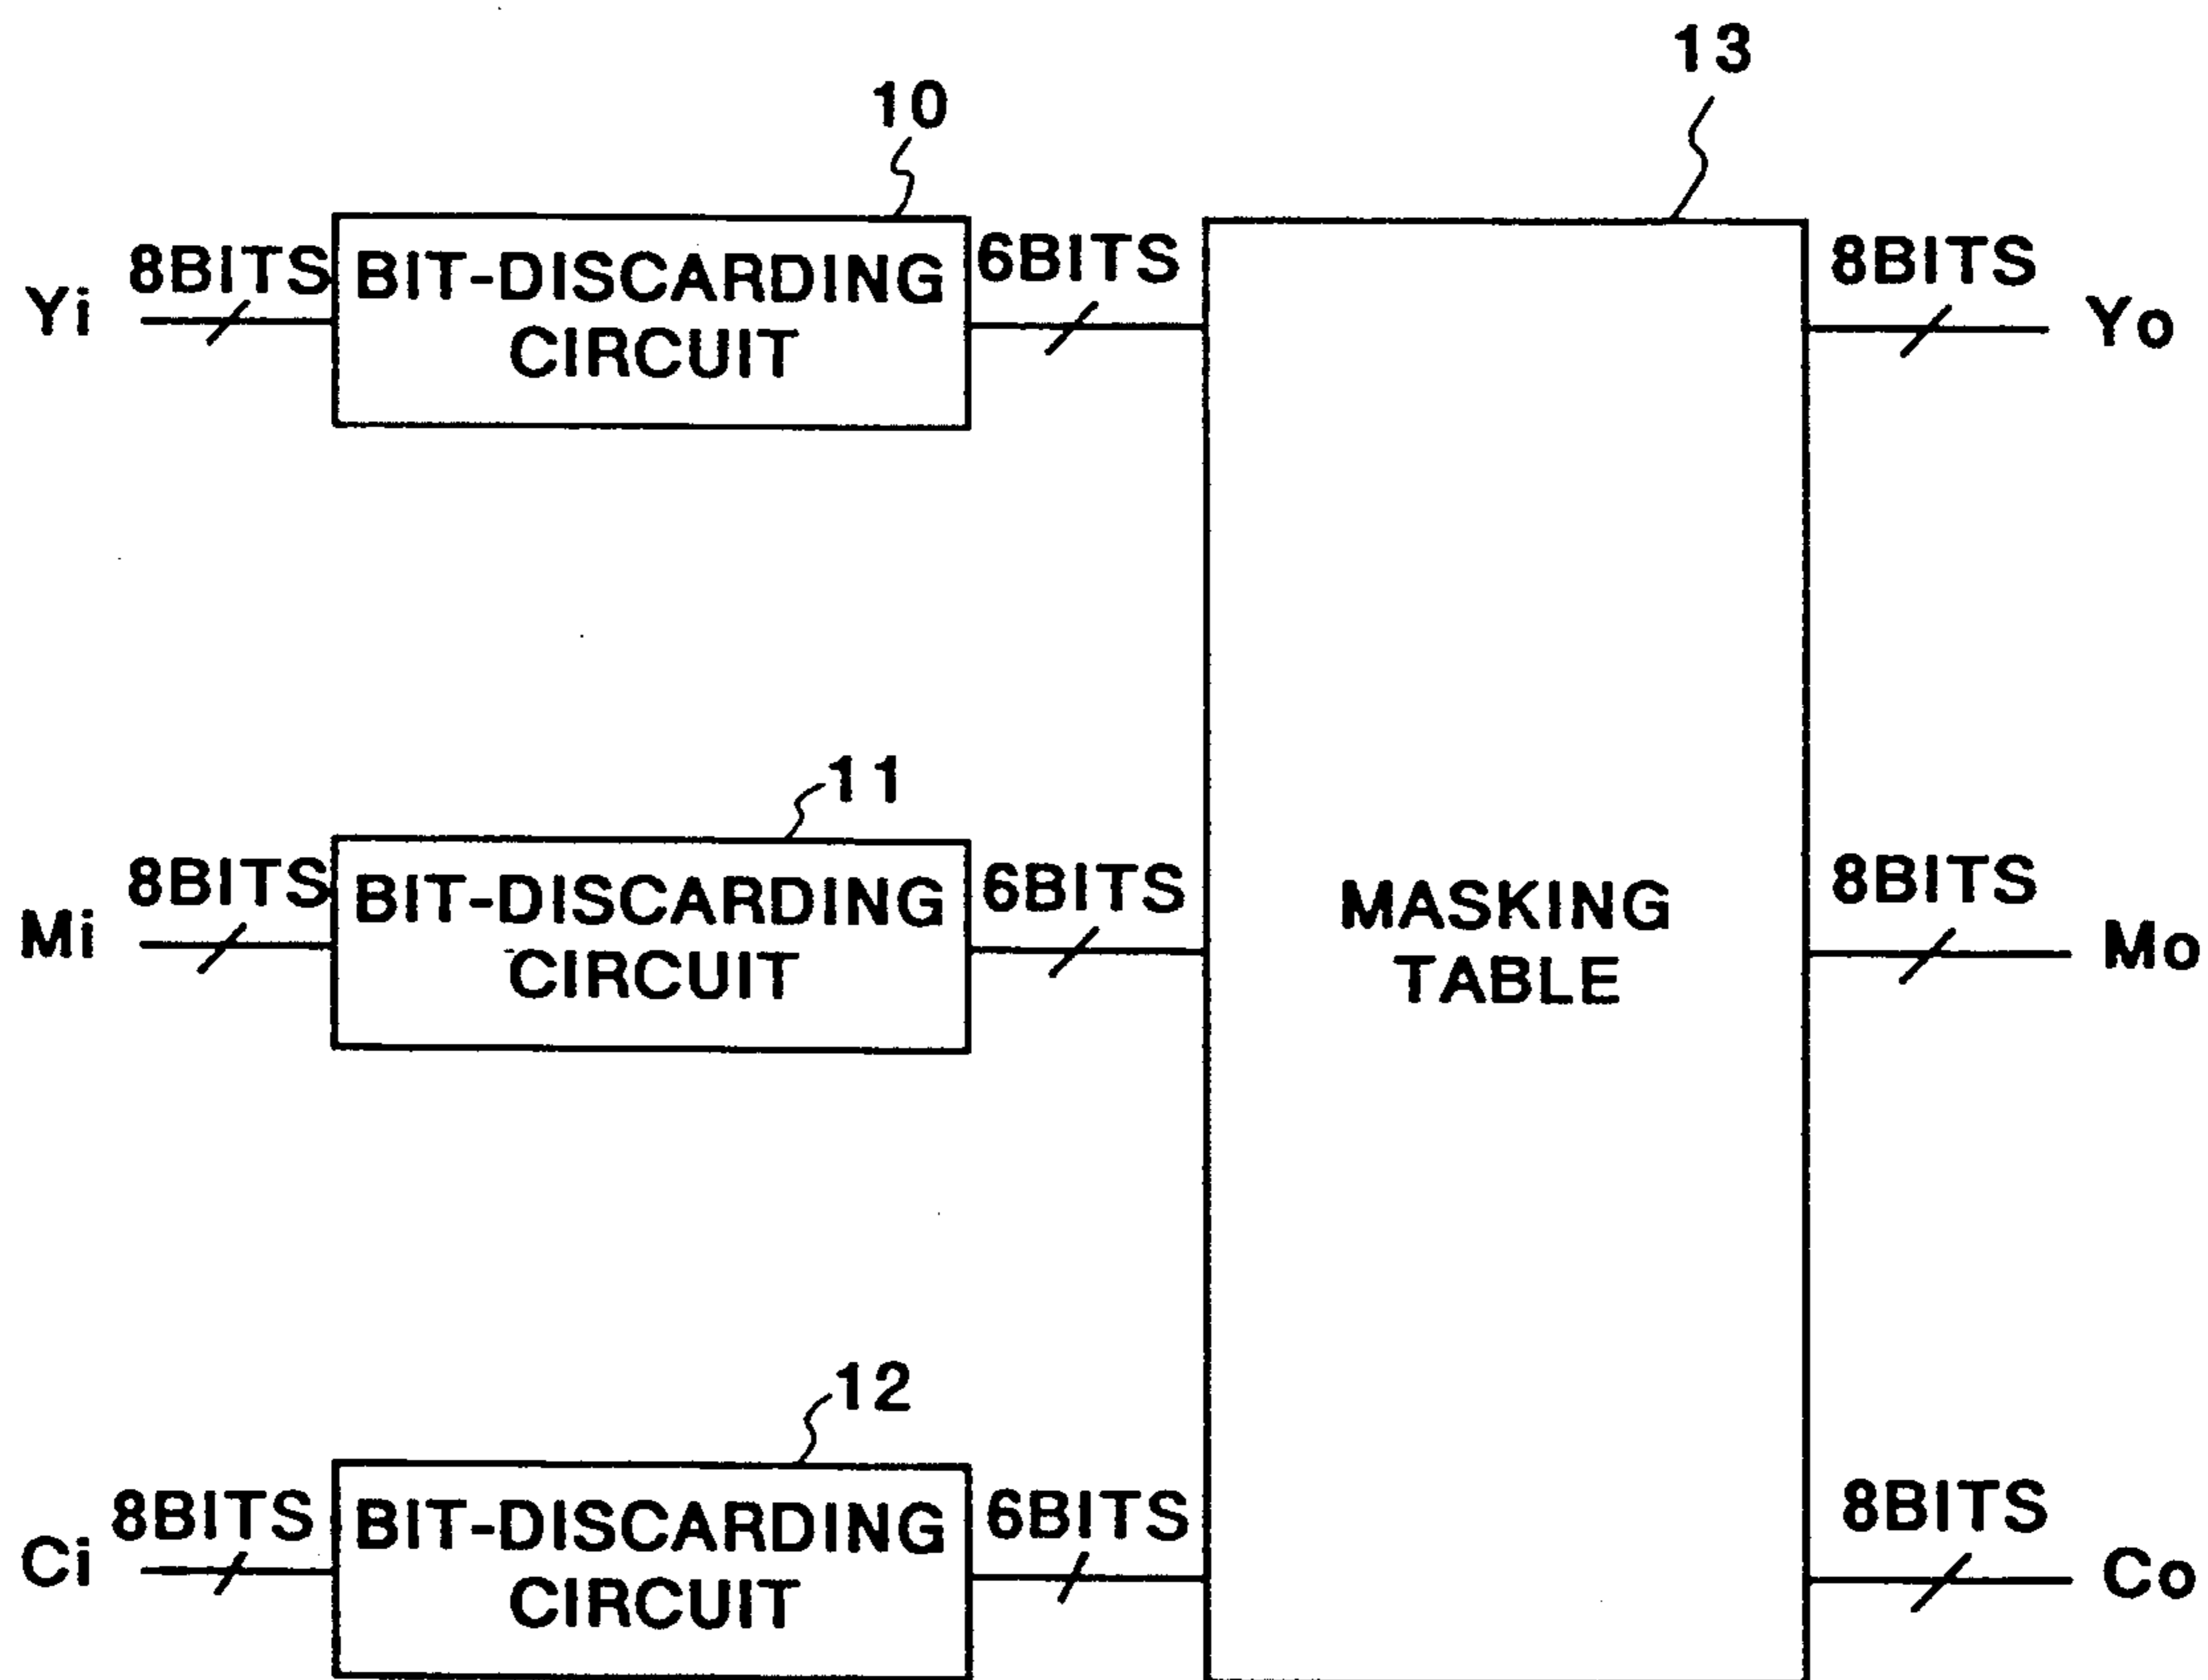 13
10
8BITS
BIT-DISCARDING
CIRCUIT
6BITS
8BITS
Yi
Yo
11
8BITS
BIT-DISCARDING
CIRCUIT
6BITS
MASKING
TABLE
8BITS
Mi
Mo
12
8BITS
BIT-DISCARDING
CIRCUIT
6BITS
8BITS
Ci
Co